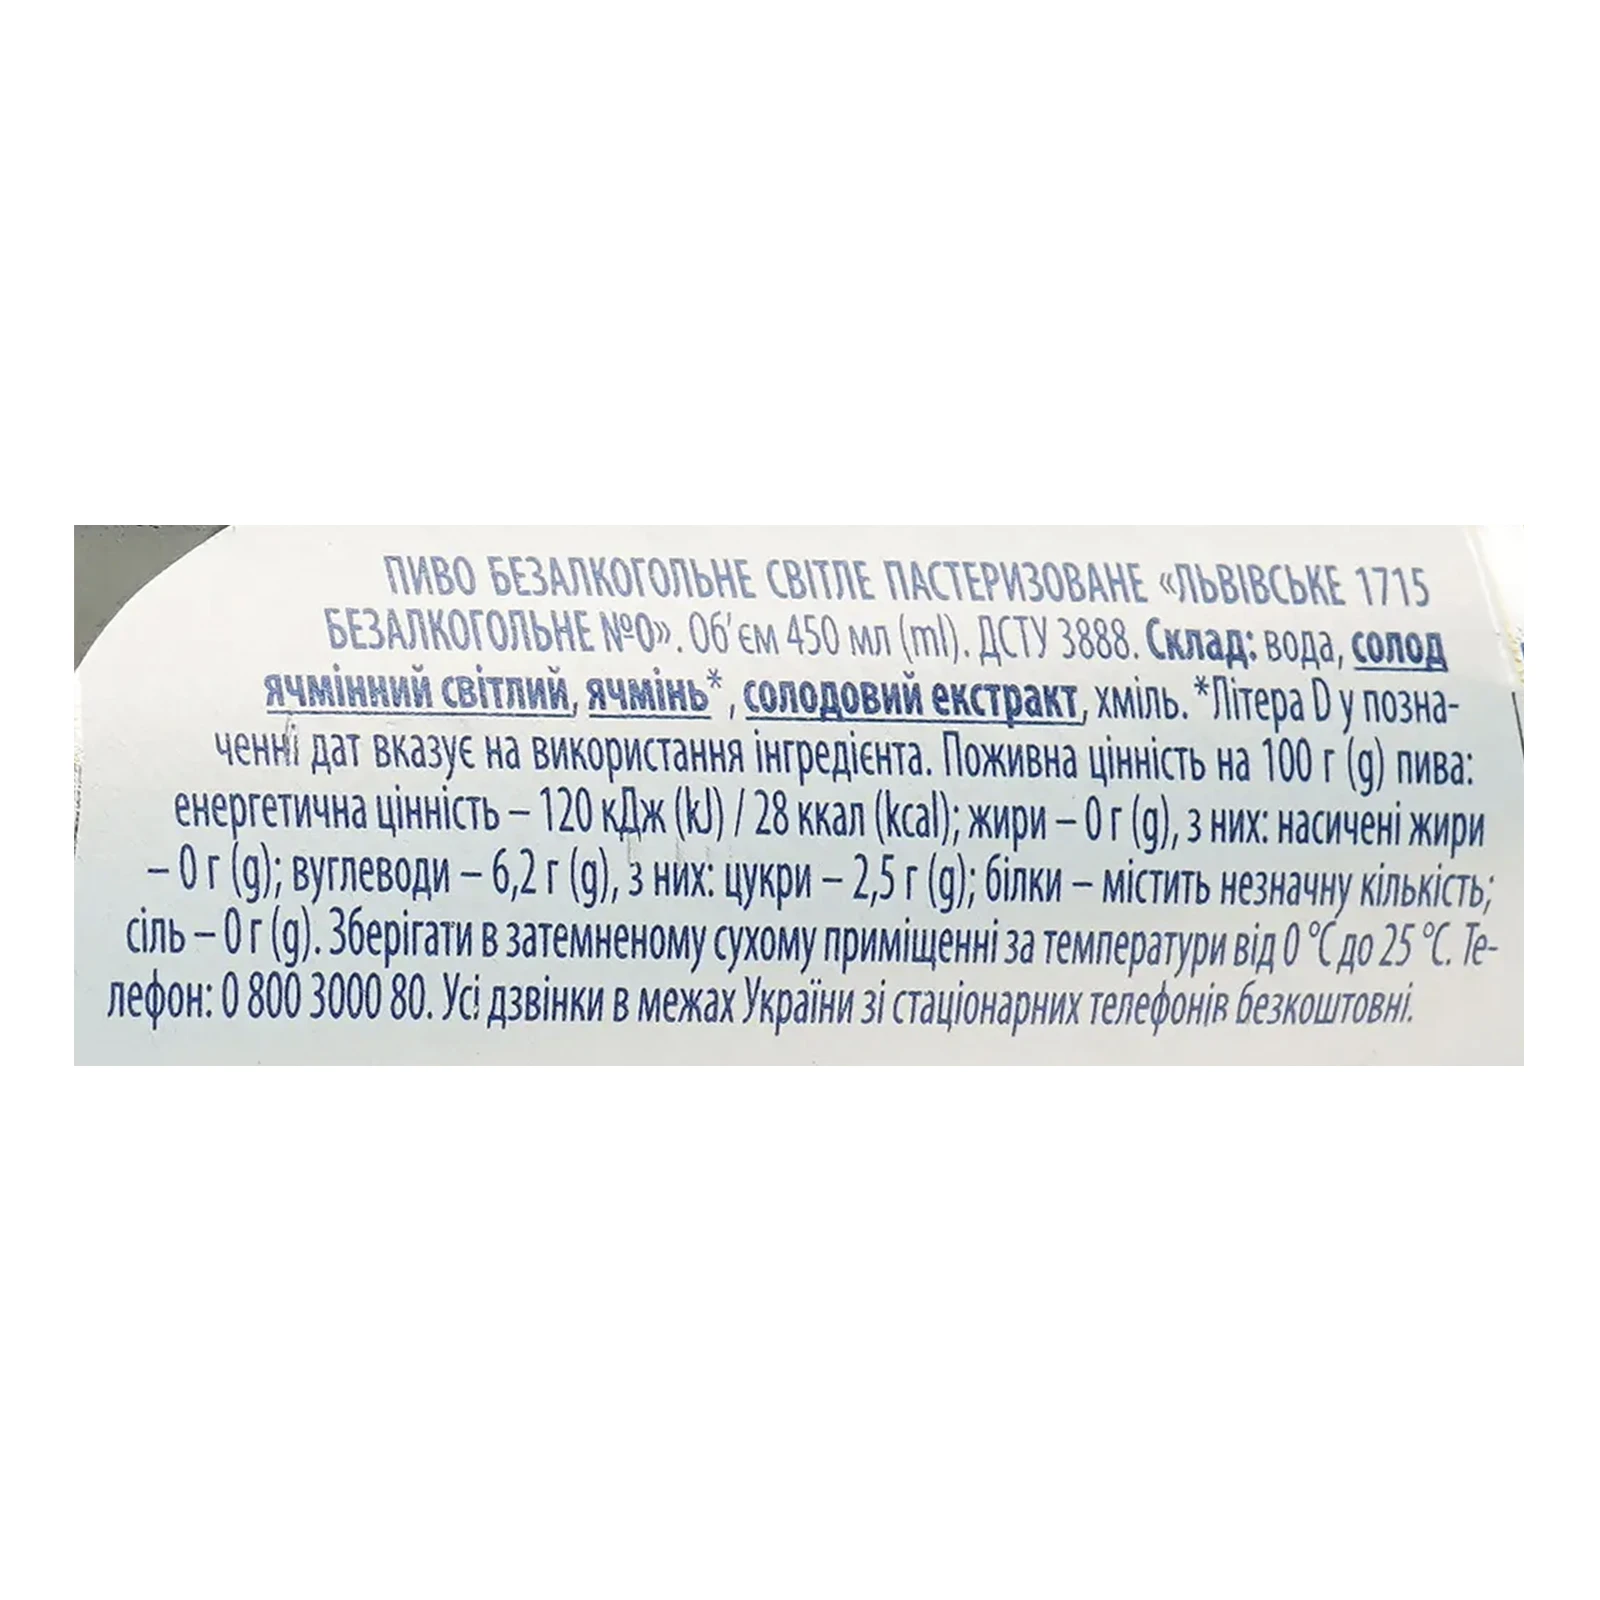 ПИВО БЕЗАЛКОГОЛЬНЕ СВІТЛЕ ПАСТЕРИЗОВАНЕ «ЛЬВІВСЬКЕ 1715
БЕЗАЛКОГОЛЬНЕ №0». Об'єм 450 мл (ml). ДСТУ 3888. Склад: вода, солод
ячмінний світлий, ячмінь*, солодовий екстракт, хміль. *Літера D у позна-
ченні дат вказує на використання інгредієнта. Поживна цінність на 100 г (g) пива:
енергетична цінність – 120 кДж (kJ) / 28 ккал (kcal); жири – 0 г (g), з них: насичені жири
– 0 г (g); вуглеводи – 6,2 г (g), з них: цукри – 2,5 г (g); білки – містить незначну кількість;
сіль – 0 г (g). Зберігати в затемненому сухому приміщенні за температури від 0 °С до 25 °С. Те-
лефон: 0 800 3000 80. Усі дзвінки в межах України зі стаціонарних телефонів безкоштовні.